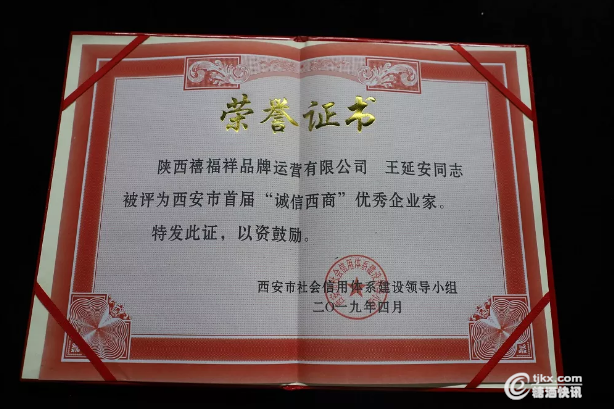 荣誉证书
陕西禧福祥品牌运营有限公司 王延安同志
被评为西安市首届“诚信西商”优秀企业家。
特发此证，以资鼓励。
西安市社会信用体系建设领导小组
二〇一九年四月
tjkx.com
糖酒快讯